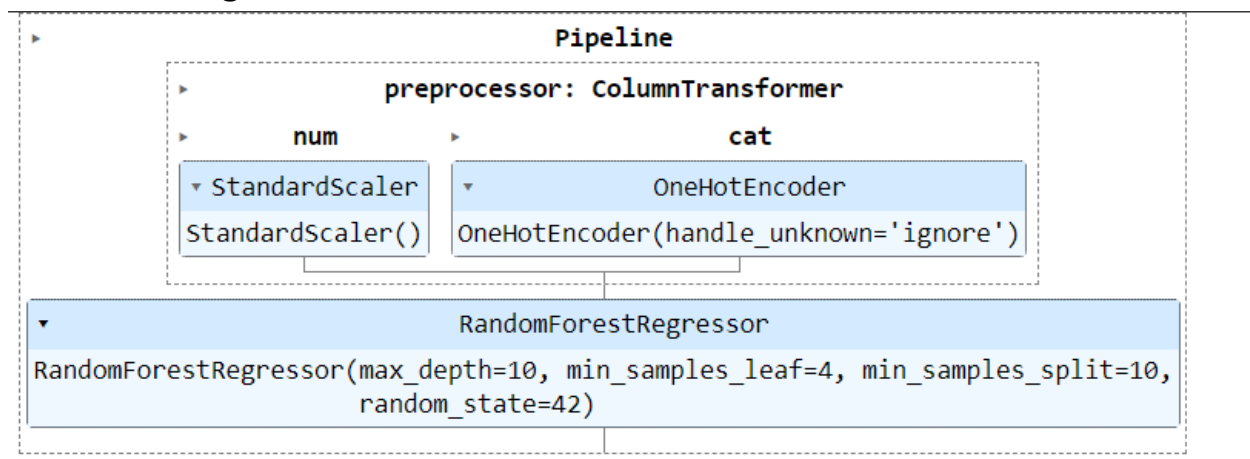 Pipeline
preprocessor: ColumnTransformer
num
cat
StandardScaler
OneHotEncoder
StandardScaler()
OneHotEncoder(handle_unknown='ignore')
RandomForestRegressor
RandomForestRegressor(max_depth=10, min_samples_leaf=4, min_samples_split=10,
random_state=42)